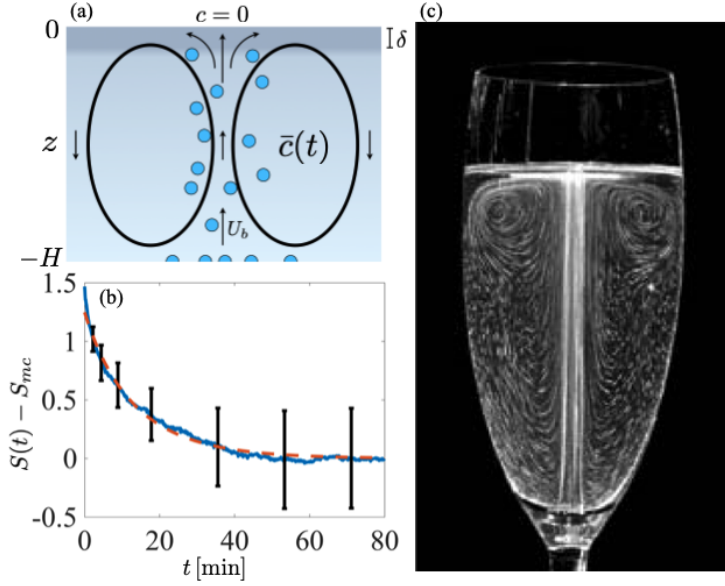 (a)
c = 0
0
δ
z
c̄(t)
U_b
−H
(b)
1.5
1
0.5
0
-0.5
S(t) − S_mc
0 20 40 60 80
t [min]
(c)